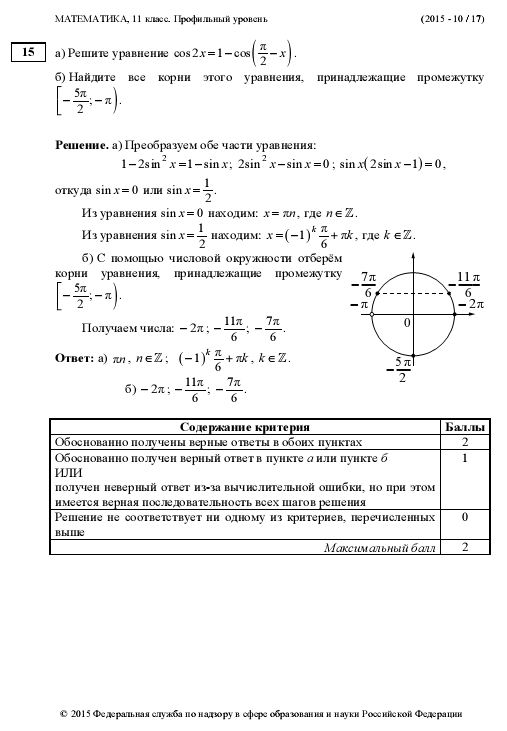 МАТЕМАТИКА, 11 класс. Профильный уровень (2015 - 10 / 17)
15 а) Решите уравнение cos 2x = 1 − cos(π/2 − x).
б) Найдите все корни этого уравнения, принадлежащие промежутку
[−5π/2; −π).
Решение. а) Преобразуем обе части уравнения:
1 − 2sin² x = 1 − sin x; 2sin² x − sin x = 0; sin x(2sin x − 1) = 0,
откуда sin x = 0 или sin x = 1/2.
Из уравнения sin x = 0 находим: x = πn, где n ∈ ℤ.
Из уравнения sin x = 1/2 находим: x = (−1)^k π/6 + πk, где k ∈ ℤ.
б) С помощью числовой окружности отберём
корни уравнения, принадлежащие промежутку
[−5π/2; −π).
Получаем числа: −2π; −11π/6; −7π/6.
−7π/6 −11π/6
−π −2π
0
−5π/2
Ответ: а) πn, n ∈ ℤ; (−1)^k π/6 + πk, k ∈ ℤ.
б) −2π; −11π/6; −7π/6.
Содержание критерия Баллы
Обоснованно получены верные ответы в обоих пунктах 2
Обоснованно получен верный ответ в пункте а или пункте б 1
ИЛИ
получен неверный ответ из-за вычислительной ошибки, но при этом
имеется верная последовательность всех шагов решения
Решение не соответствует ни одному из критериев, перечисленных 0
выше
Максимальный балл 2
© 2015 Федеральная служба по надзору в сфере образования и науки Российской Федерации